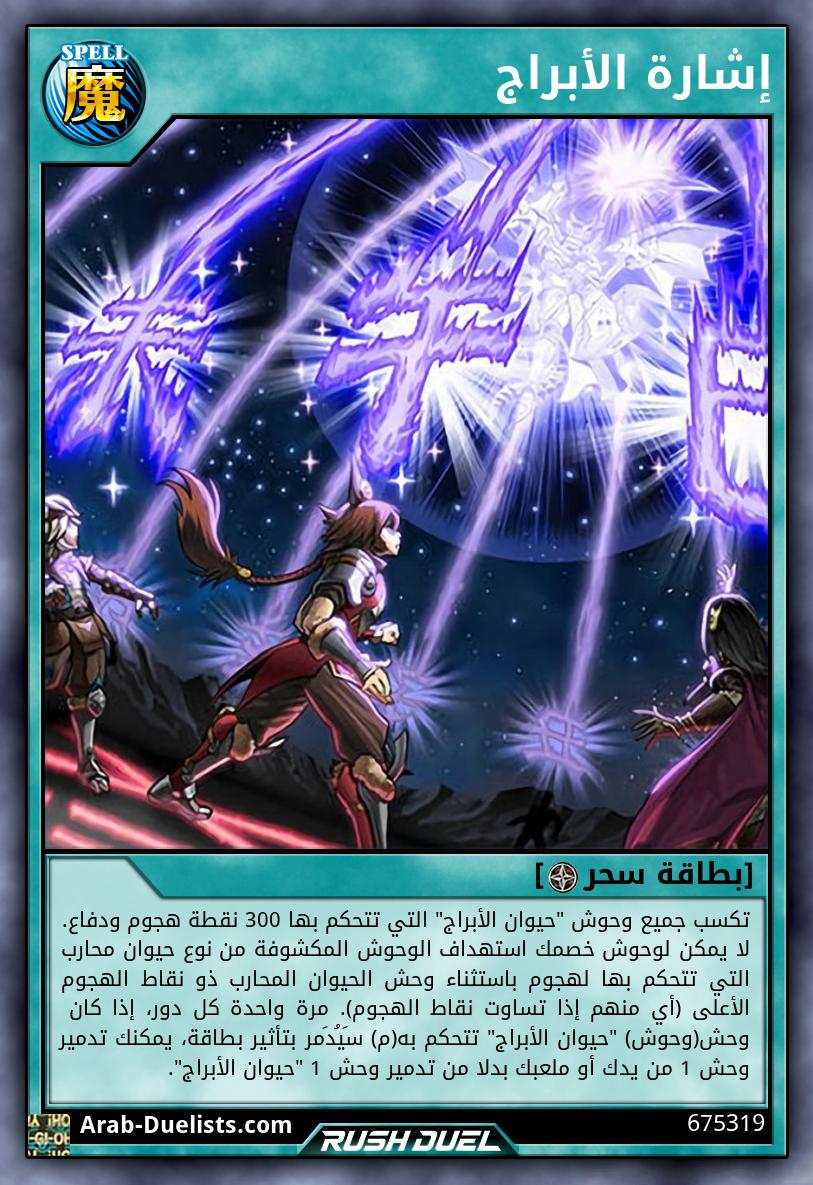 SPELL
魔
إشارة الأبراج
[بطاقة سحر]
تكسب جميع وحوش "حيوان الأبراج" التي تتحكم بها 300 نقطة هجوم ودفاع.
لا يمكن لوحوش خصمك استهداف الوحوش المكشوفة من نوع حيوان محارب
التي تتحكم بها لهجوم باستثناء وحش الحيوان المحارب ذو نقاط الهجوم
الأعلى (أي منهم إذا تساوت نقاط الهجوم). مرة واحدة كل دور، إذا كان
وحش(وحوش) "حيوان الأبراج" تتحكم به(م) سَيُدَمر بتأثير بطاقة، يمكنك تدمير
وحش 1 من يدك أو ملعبك بدلا من تدمير وحش 1 "حيوان الأبراج".
Arab-Duelists.com
RUSH DUEL
675319